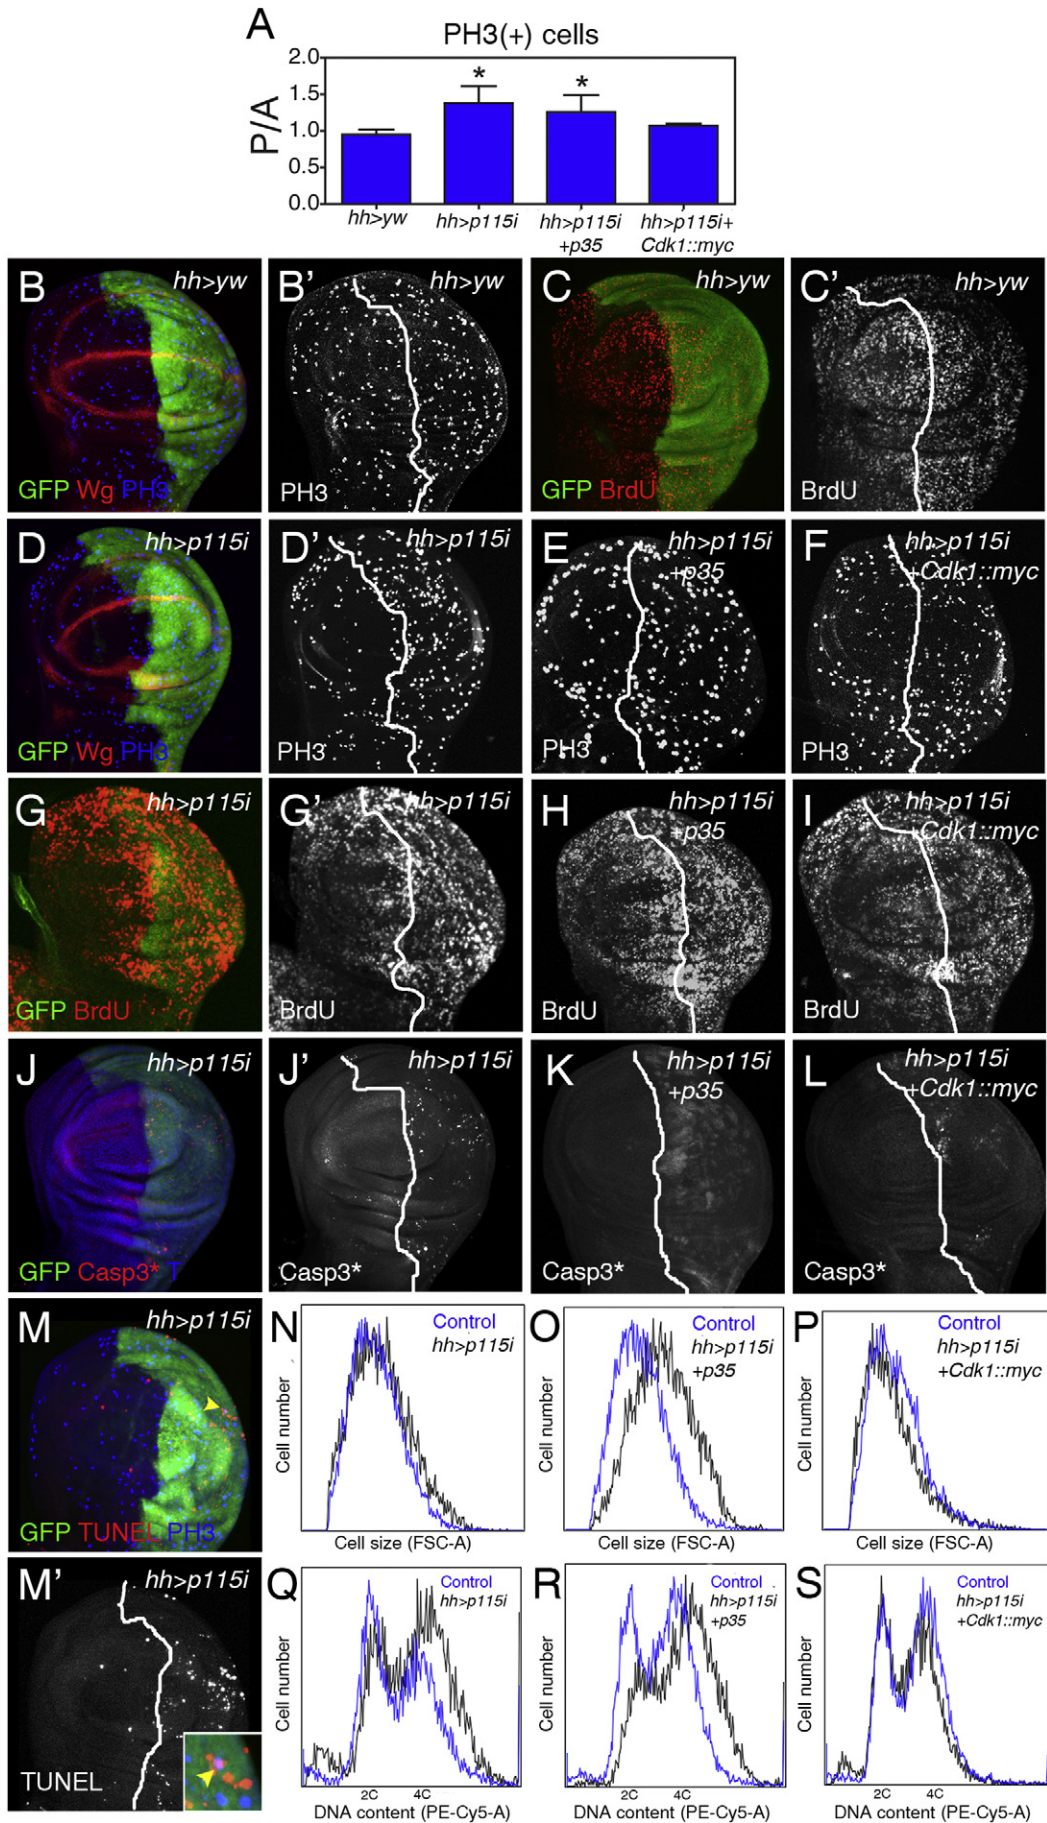 A
PH3(+) cells
P/A
2.0
1.5
1.0
0.5
0.0
*
*
hh>yw
hh>p115i
hh>p115i
+p35
hh>p115i+
Cdk1::myc
B
hh>yw
GFP Wg PH3
B'
hh>yw
PH3
C
hh>yw
GFP BrdU
C'
hh>yw
BrdU
D
hh>p115i
GFP Wg PH3
D'
hh>p115i
PH3
E
hh>p115i
+p35
PH3
F
hh>p115i
+Cdk1::myc
PH3
G
hh>p115i
GFP BrdU
G'
hh>p115i
BrdU
H
hh>p115i
+p35
BrdU
I
hh>p115i
+Cdk1::myc
BrdU
J
hh>p115i
GFP Casp3* T
J'
hh>p115i
Casp3*
K
hh>p115i
+p35
Casp3*
L
hh>p115i
+Cdk1::myc
Casp3*
M
hh>p115i
GFP TUNEL PH3
N
Control
hh>p115i
Cell number
Cell size (FSC-A)
O
Control
hh>p115i
+p35
Cell number
Cell size (FSC-A)
P
Control
hh>p115i
+Cdk1::myc
Cell number
Cell size (FSC-A)
M'
hh>p115i
TUNEL
Q
Control
hh>p115i
Cell number
2C 4C
DNA content (PE-Cy5-A)
R
Control
hh>p115i
+p35
Cell number
2C 4C
DNA content (PE-Cy5-A)
S
Control
hh>p115i
+Cdk1::myc
Cell number
2C 4C
DNA content (PE-Cy5-A)